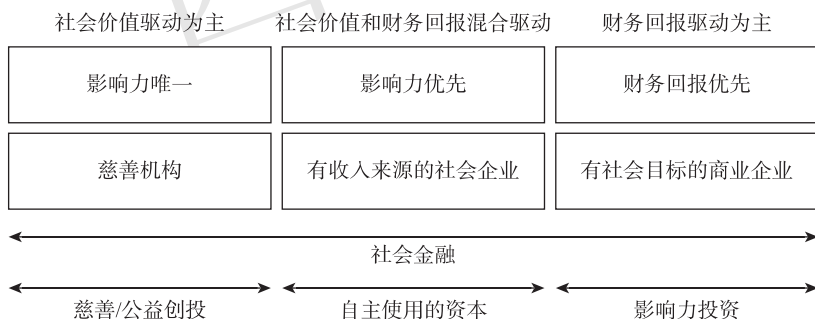 社会价值驱动为主 社会价值和财务回报混合驱动 财务回报驱动为主
影响力唯一 影响力优先 财务回报优先
慈善机构 有收入来源的社会企业 有社会目标的商业企业
社会金融
慈善/公益创投 自主使用的资本 影响力投资